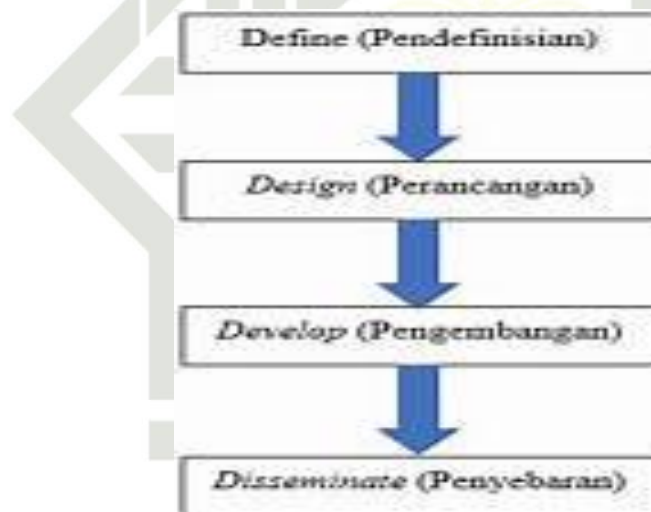 Define (Pendefinisian)
Design (Perancangan)
Develop (Pengembangan)
Disseminate (Penyebaran)